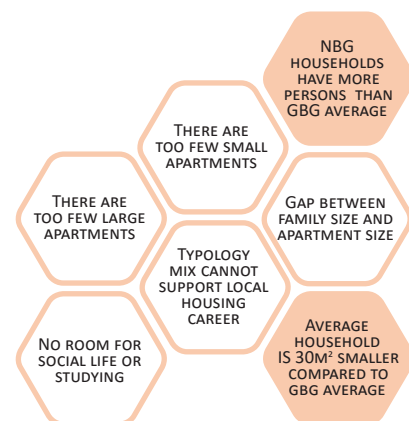 NBG
HOUSEHOLDS
HAVE MORE
PERSONS THAN
GBG AVERAGE
THERE ARE
TOO FEW SMALL
APARTMENTS
THERE ARE
TOO FEW LARGE
APARTMENTS
GAP BETWEEN
FAMILY SIZE AND
APARTMENT SIZE
TYPOLOGY
MIX CANNOT
SUPPORT LOCAL
HOUSING
CAREER
NO ROOM FOR
SOCIAL LIFE OR
STUDYING
AVERAGE
HOUSEHOLD
IS 30M² SMALLER
COMPARED TO
GBG AVERAGE